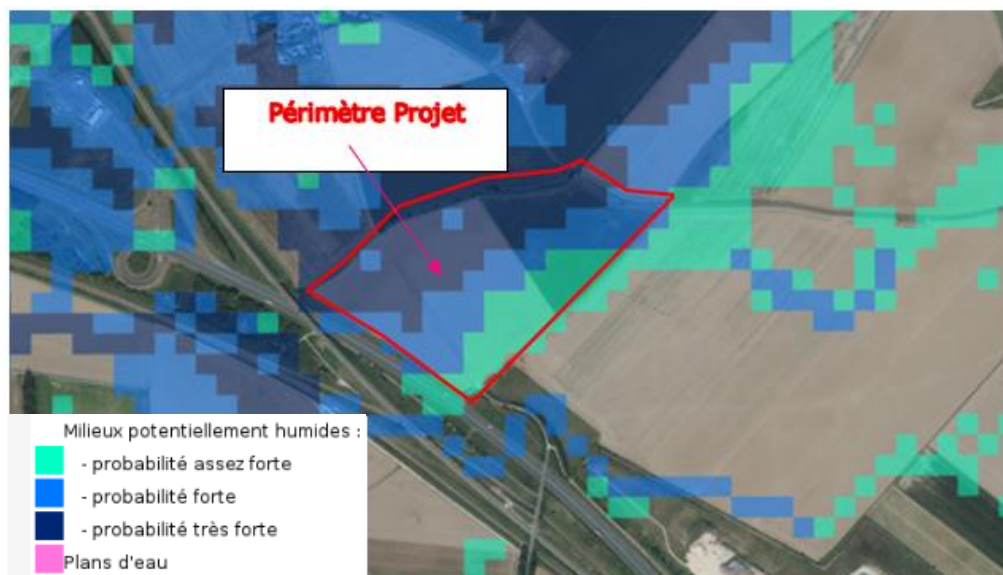 Périmètre Projet
Milieux potentiellement humides :
- probabilité assez forte
- probabilité forte
- probabilité très forte
Plans d'eau